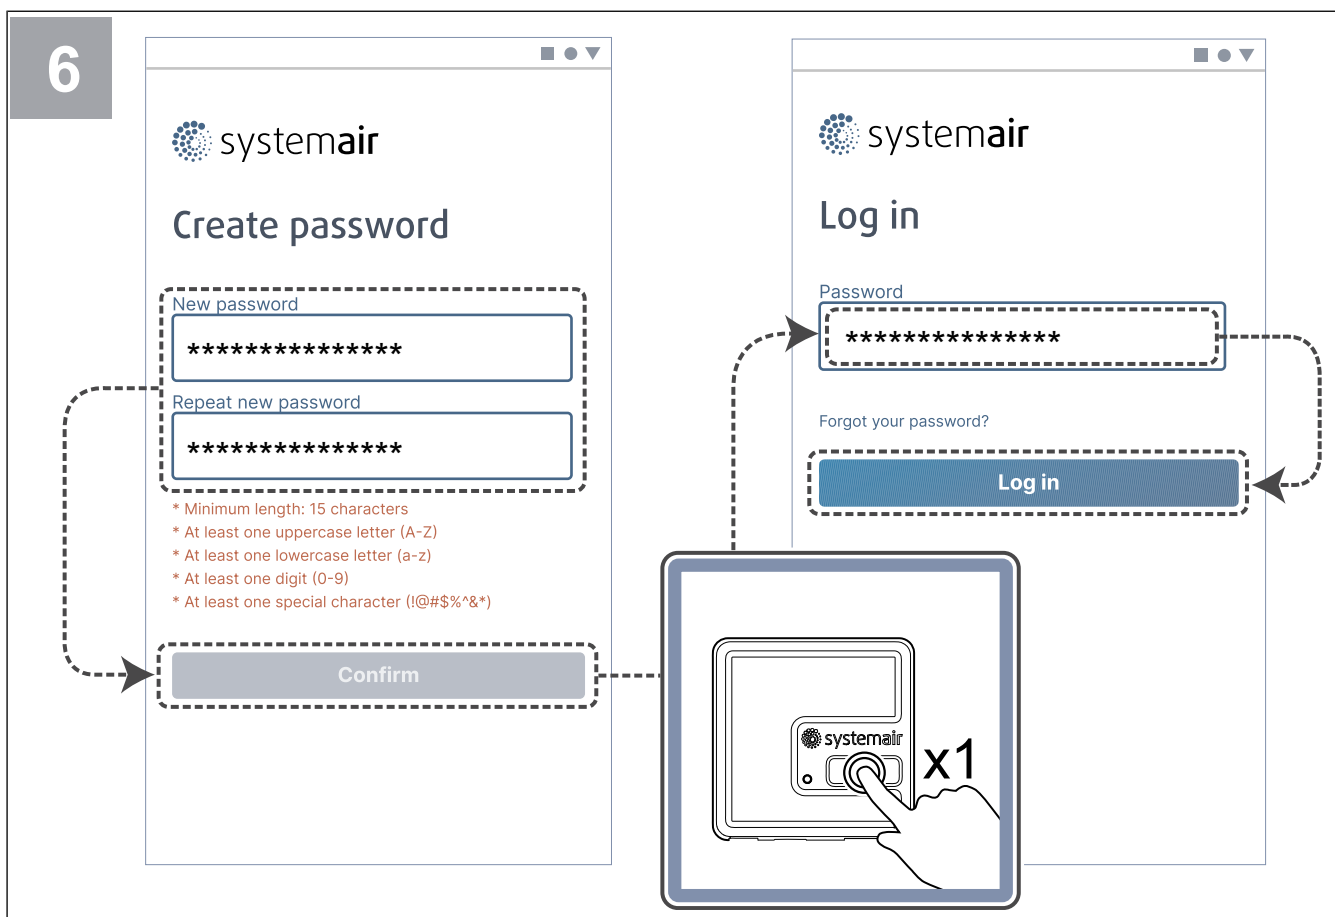 6
systemair
Create password
New password
***************
Repeat new password
***************
* Minimum length: 15 characters
* At least one uppercase letter (A-Z)
* At least one lowercase letter (a-z)
* At least one digit (0-9)
* At least one special character (!@#$%^&*)
Confirm
systemair
Log in
Password
***************
Forgot your password?
Log in
systemair
x1